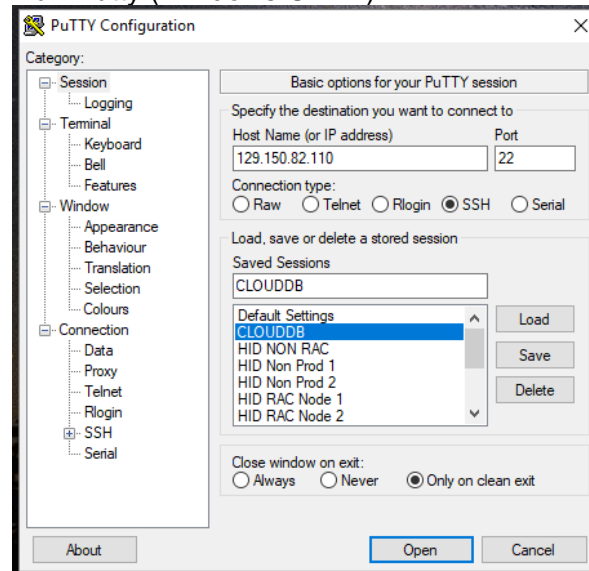 PuTTY Configuration
Category:
Session
Logging
Terminal
Keyboard
Bell
Features
Window
Appearance
Behaviour
Translation
Selection
Colours
Connection
Data
Proxy
Telnet
Rlogin
SSH
Serial
Basic options for your PuTTY session
Specify the destination you want to connect to
Host Name (or IP address) Port
129.150.82.110 22
Connection type:
Raw Telnet Rlogin SSH Serial
Load, save or delete a stored session
Saved Sessions
CLOUDDB
Default Settings
CLOUDDB
HID NON RAC
HID Non Prod 1
HID Non Prod 2
HID RAC Node 1
HID RAC Node 2
Load
Save
Delete
Close window on exit:
Always Never Only on clean exit
About Open Cancel